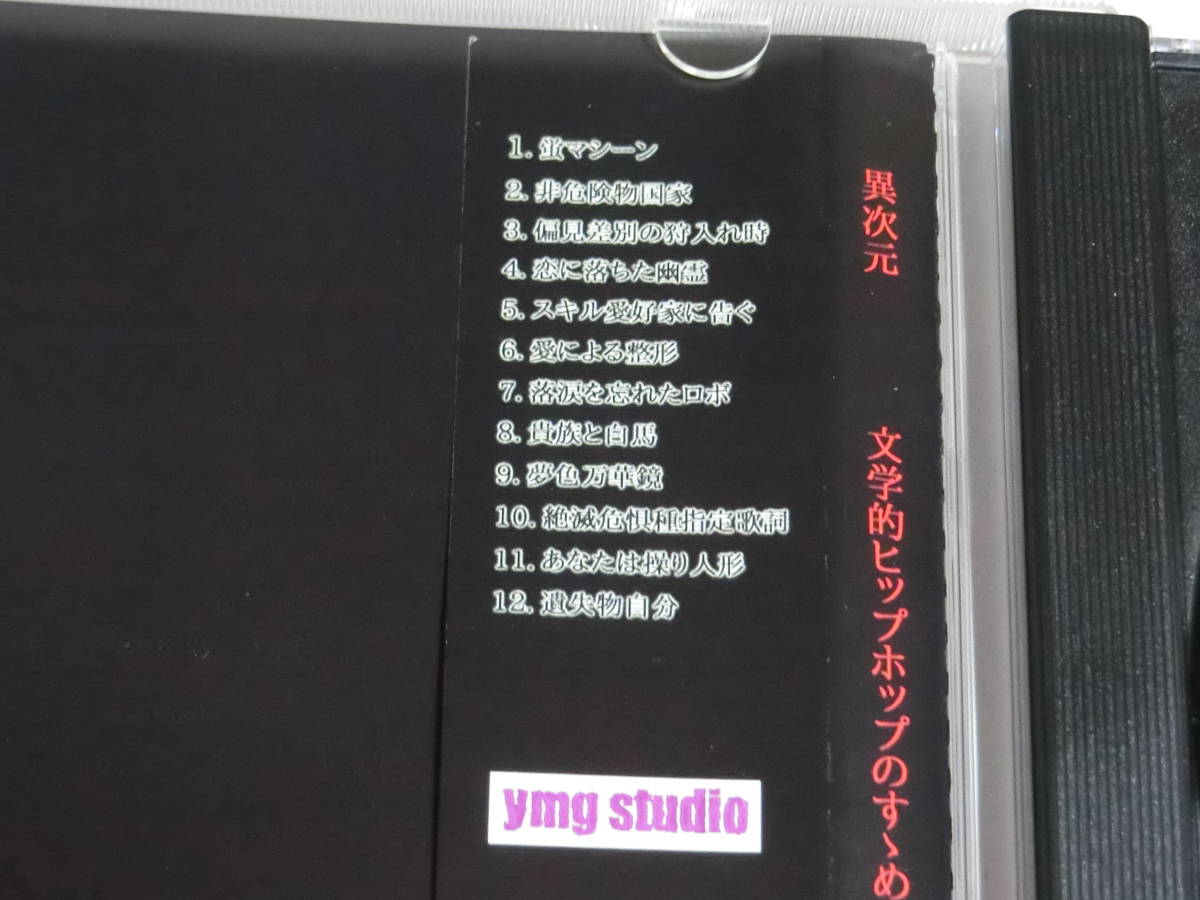 1. 蛍マシーン
2. 非危険物国家
3. 偏見差別の狩入れ時
4. 恋に落ちた幽霊
5. スキル愛好家に告ぐ
6. 愛による整形
7. 落涙を忘れたロボ
8. 貴族と白馬
9. 夢色万華鏡
10. 絶滅危惧種指定歌詞
11. あなたは操り人形
12. 遺失物自分
ymg studio
異次元 文学的ヒップホップのすゝめ